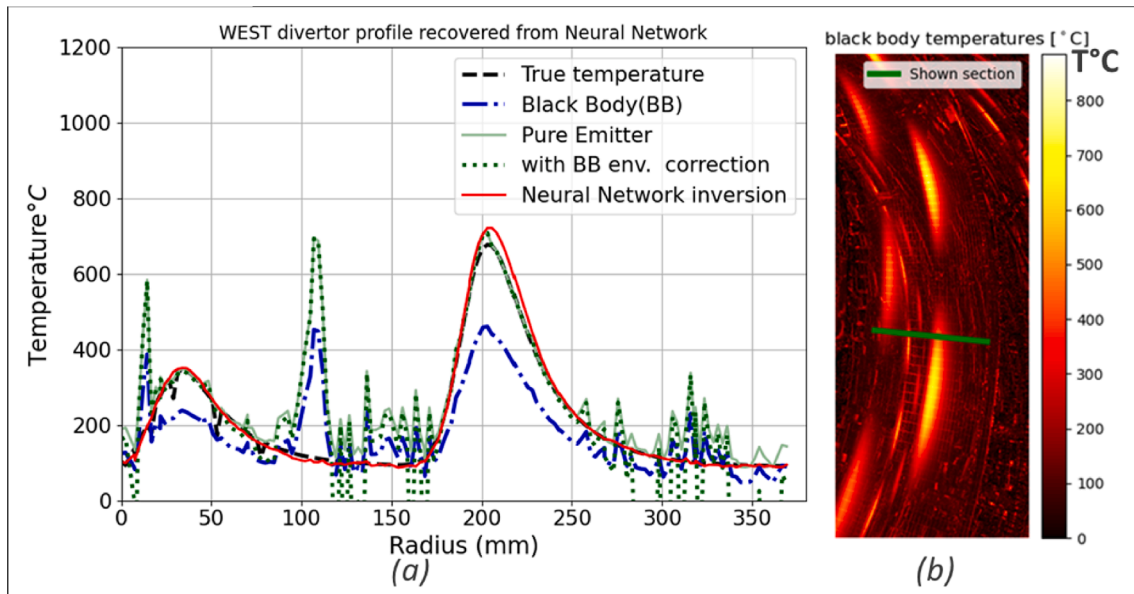 WEST divertor profile recovered from Neural Network
1200
1000
800
600
400
200
0
Temperature°C
True temperature
Black Body(BB)
Pure Emitter
with BB env. correction
Neural Network inversion
0 50 100 150 200 250 300 350
Radius (mm)
(a)
black body temperatures [°C]
T°C
Shown section
800
700
600
500
400
300
200
100
0
(b)